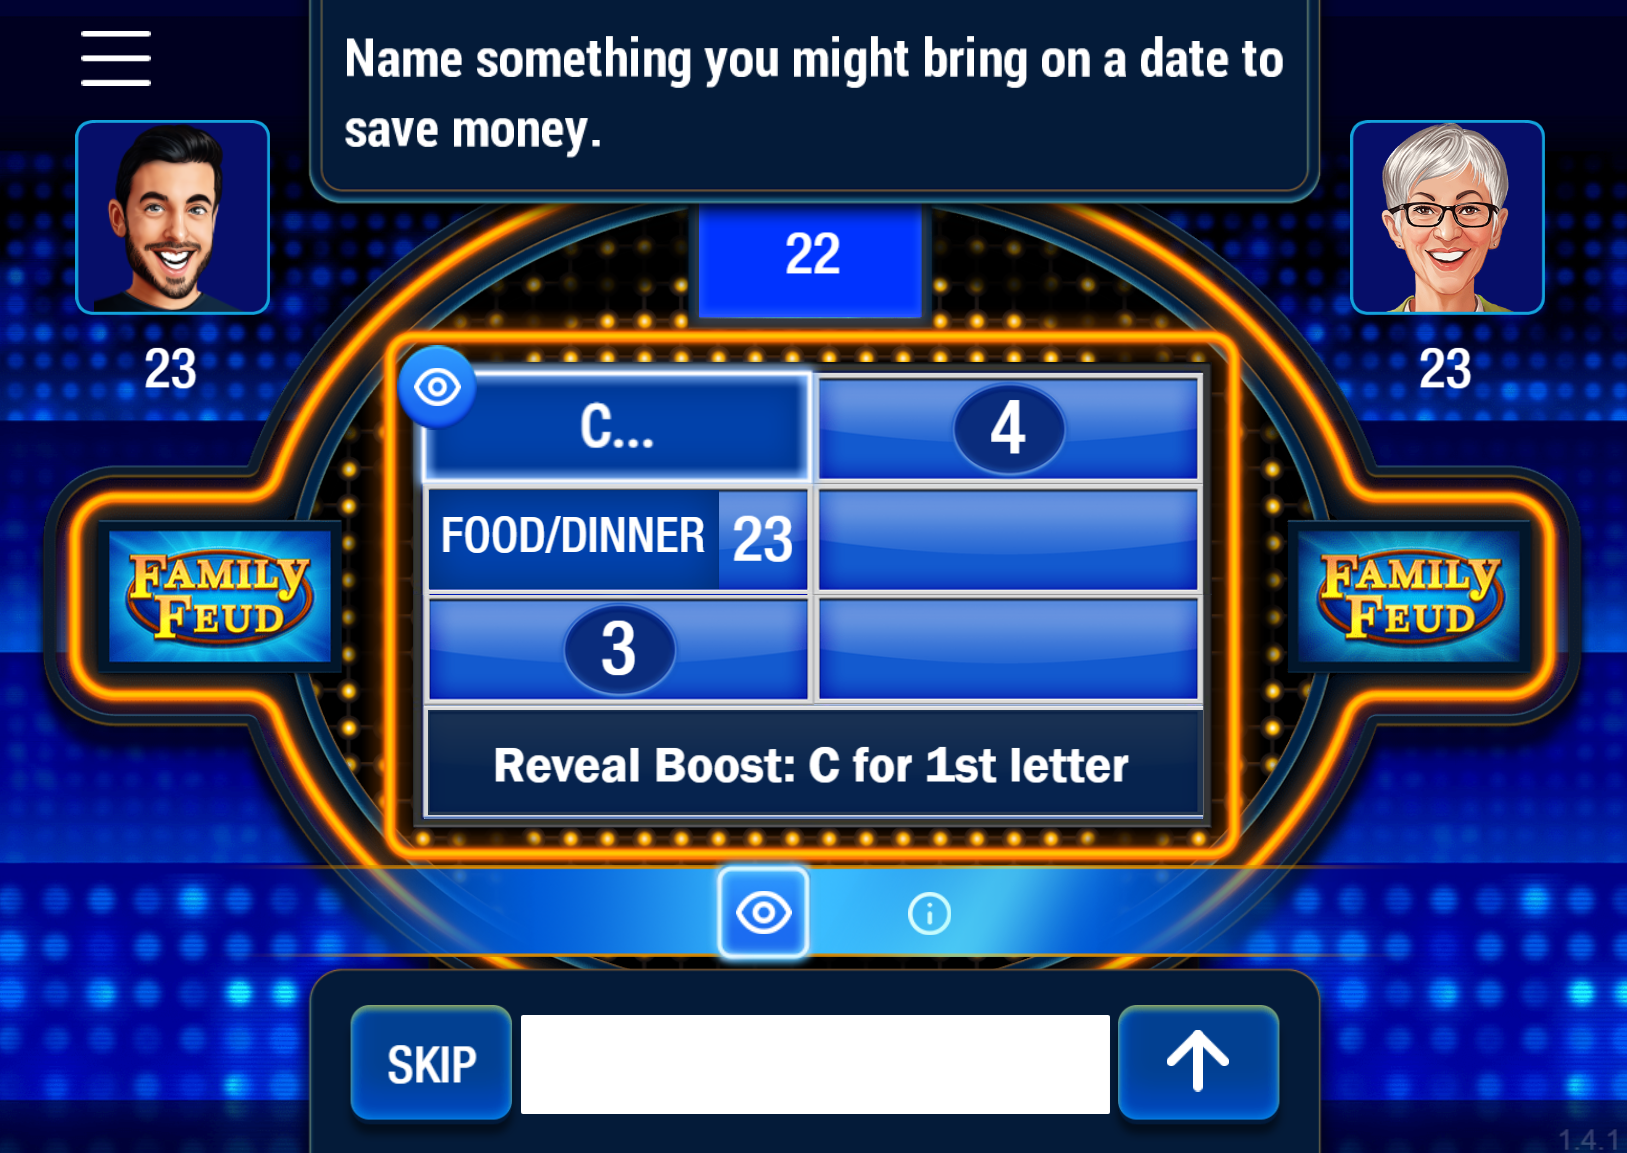 Name something you might bring on a date to
save money.
22
23
23
C...
4
FOOD/DINNER 23
3
FAMILY
FEUD
FAMILY
FEUD
Reveal Boost: C for 1st letter
SKIP
1.4.1